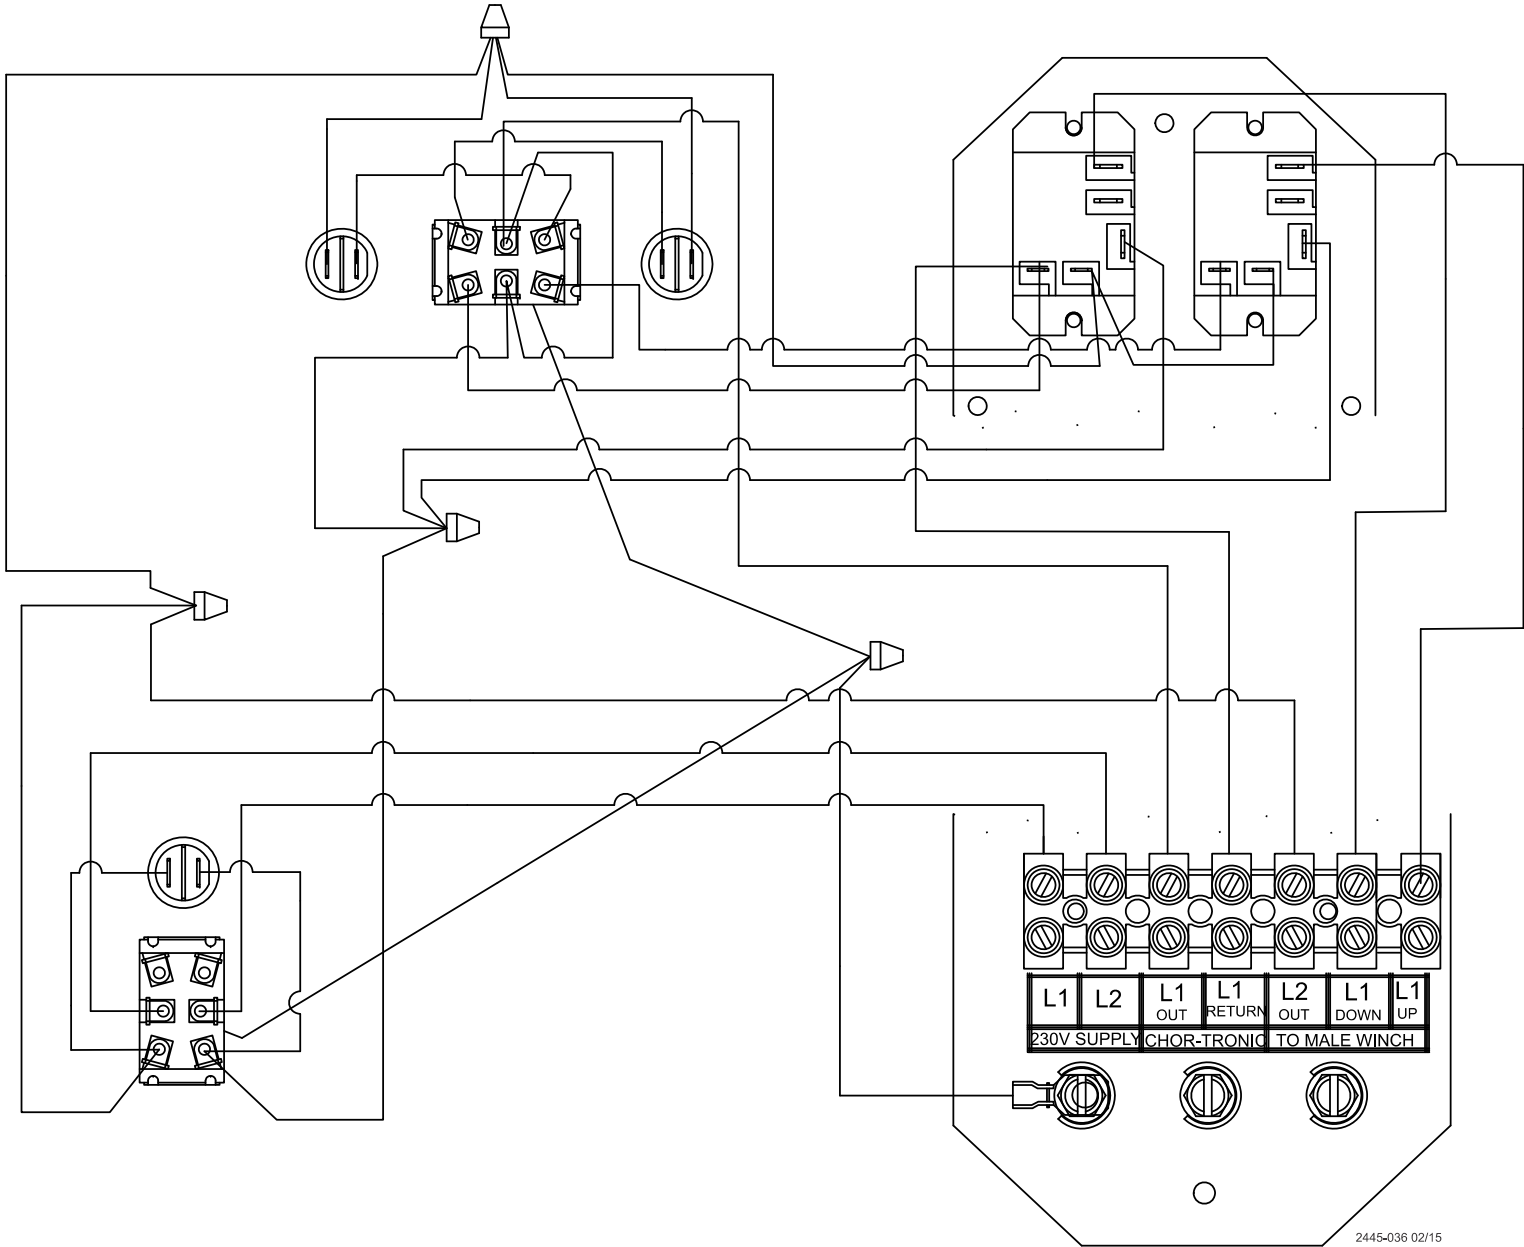 L1 L2 L1 L1 L2 L1 L1
OUT RETURN OUT DOWN UP
230V SUPPLY CHOR-TRONIC TO MALE WINCH
2445-036 02/15